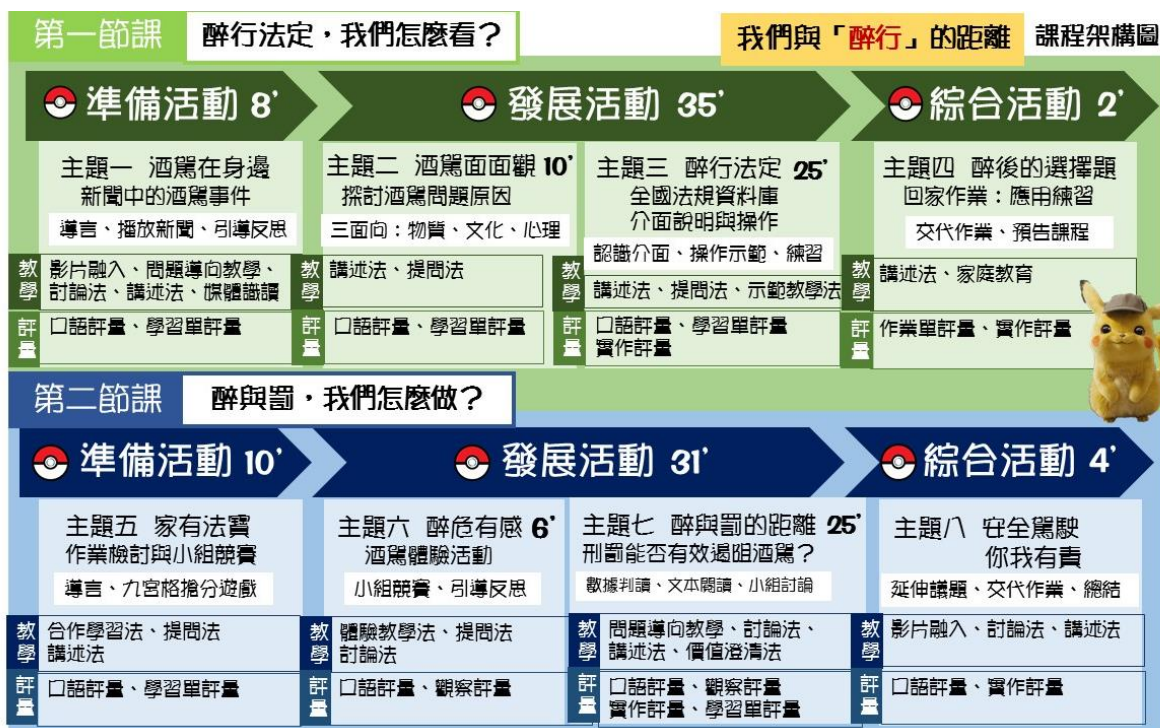 第一節課
醉行法定，我們怎麼看？
我們與「醉行」的距離
課程架構圖
準備活動 8'
發展活動 35'
綜合活動 2'
主題一 酒駕在身邊
新聞中的酒駕事件
導言、播放新聞、引導反思
教學
影片融入、問題導向教學、
討論法、講述法、媒體識讀
評量
口語評量、學習單評量
主題二 酒駕面面觀 10'
探討酒駕問題原因
三面向：物質、文化、心理
教學
講述法、提問法
評量
口語評量、學習單評量
主題三 醉行法定 25'
全國法規資料庫
介面說明與操作
認識介面、操作示範、練習
教學
講述法、提問法、示範教學法
評量
口語評量、學習單評量
實作評量
主題四 醉後的選擇題
回家作業：應用練習
交代作業、預告課程
教學
講述法、家庭教育
評量
作業單評量、實作評量
第二節課
醉與罰，我們怎麼做？
準備活動 10'
發展活動 31'
綜合活動 4'
主題五 家有法寶
作業檢討與小組競賽
導言、九宮格搶分遊戲
教學
合作學習法、提問法
講述法
評量
口語評量、學習單評量
主題六 醉危有感 6'
酒駕體驗活動
小組競賽、引導反思
教學
體驗教學法、提問法
討論法
評量
口語評量、觀察評量
主題七 醉與罰的距離 25'
刑罰能否有效遏阻酒駕？
數據判讀、文本閱讀、小組討論
教學
問題導向教學、討論法、
講述法、價值澄清法
評量
口語評量、觀察評量
實作評量、學習單評量
主題八 安全駕駛
你我有責
延伸議題、交代作業、總結
教學
影片融入、討論法、講述法
評量
口語評量、實作評量